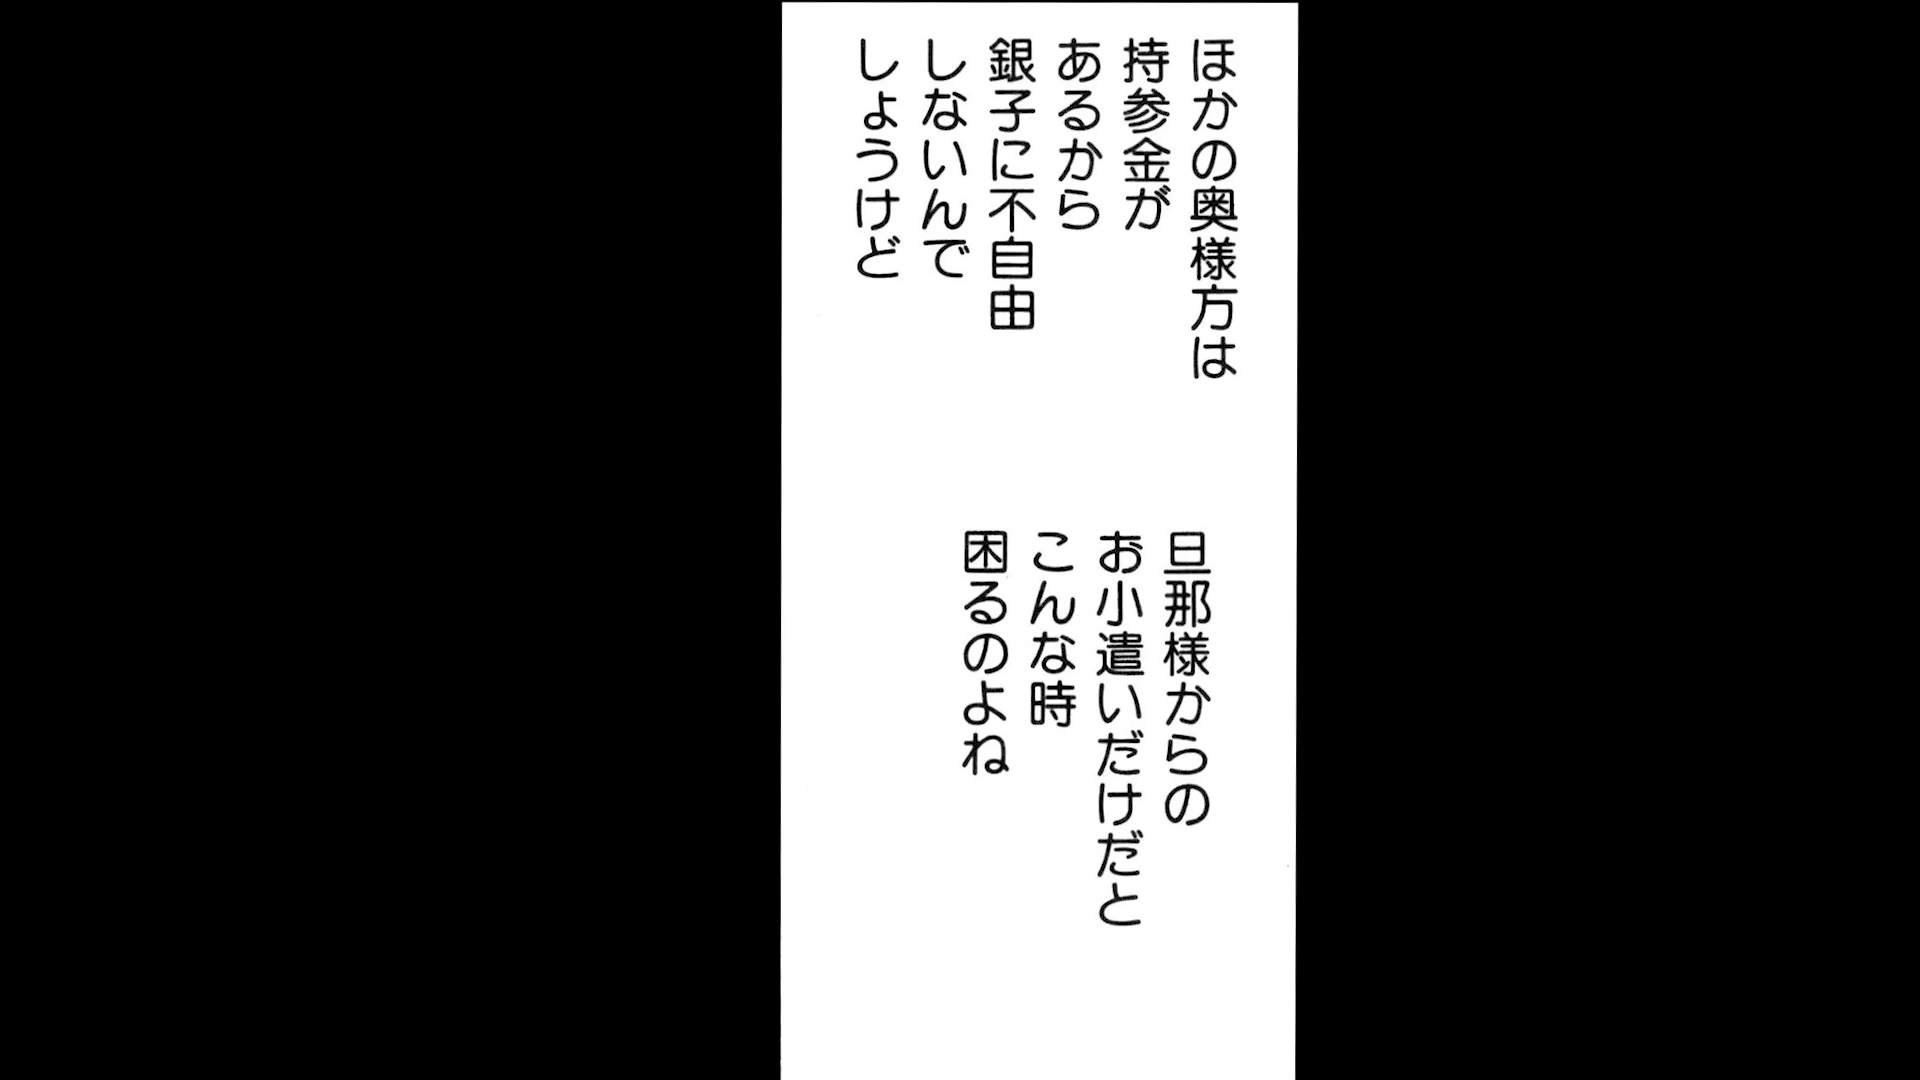 ほかの奥様方は
持参金が
あるから
銀子に不自由
しないんで
しょうけど
旦那様からの
お小遣いだけだと
こんな時
困るのよね